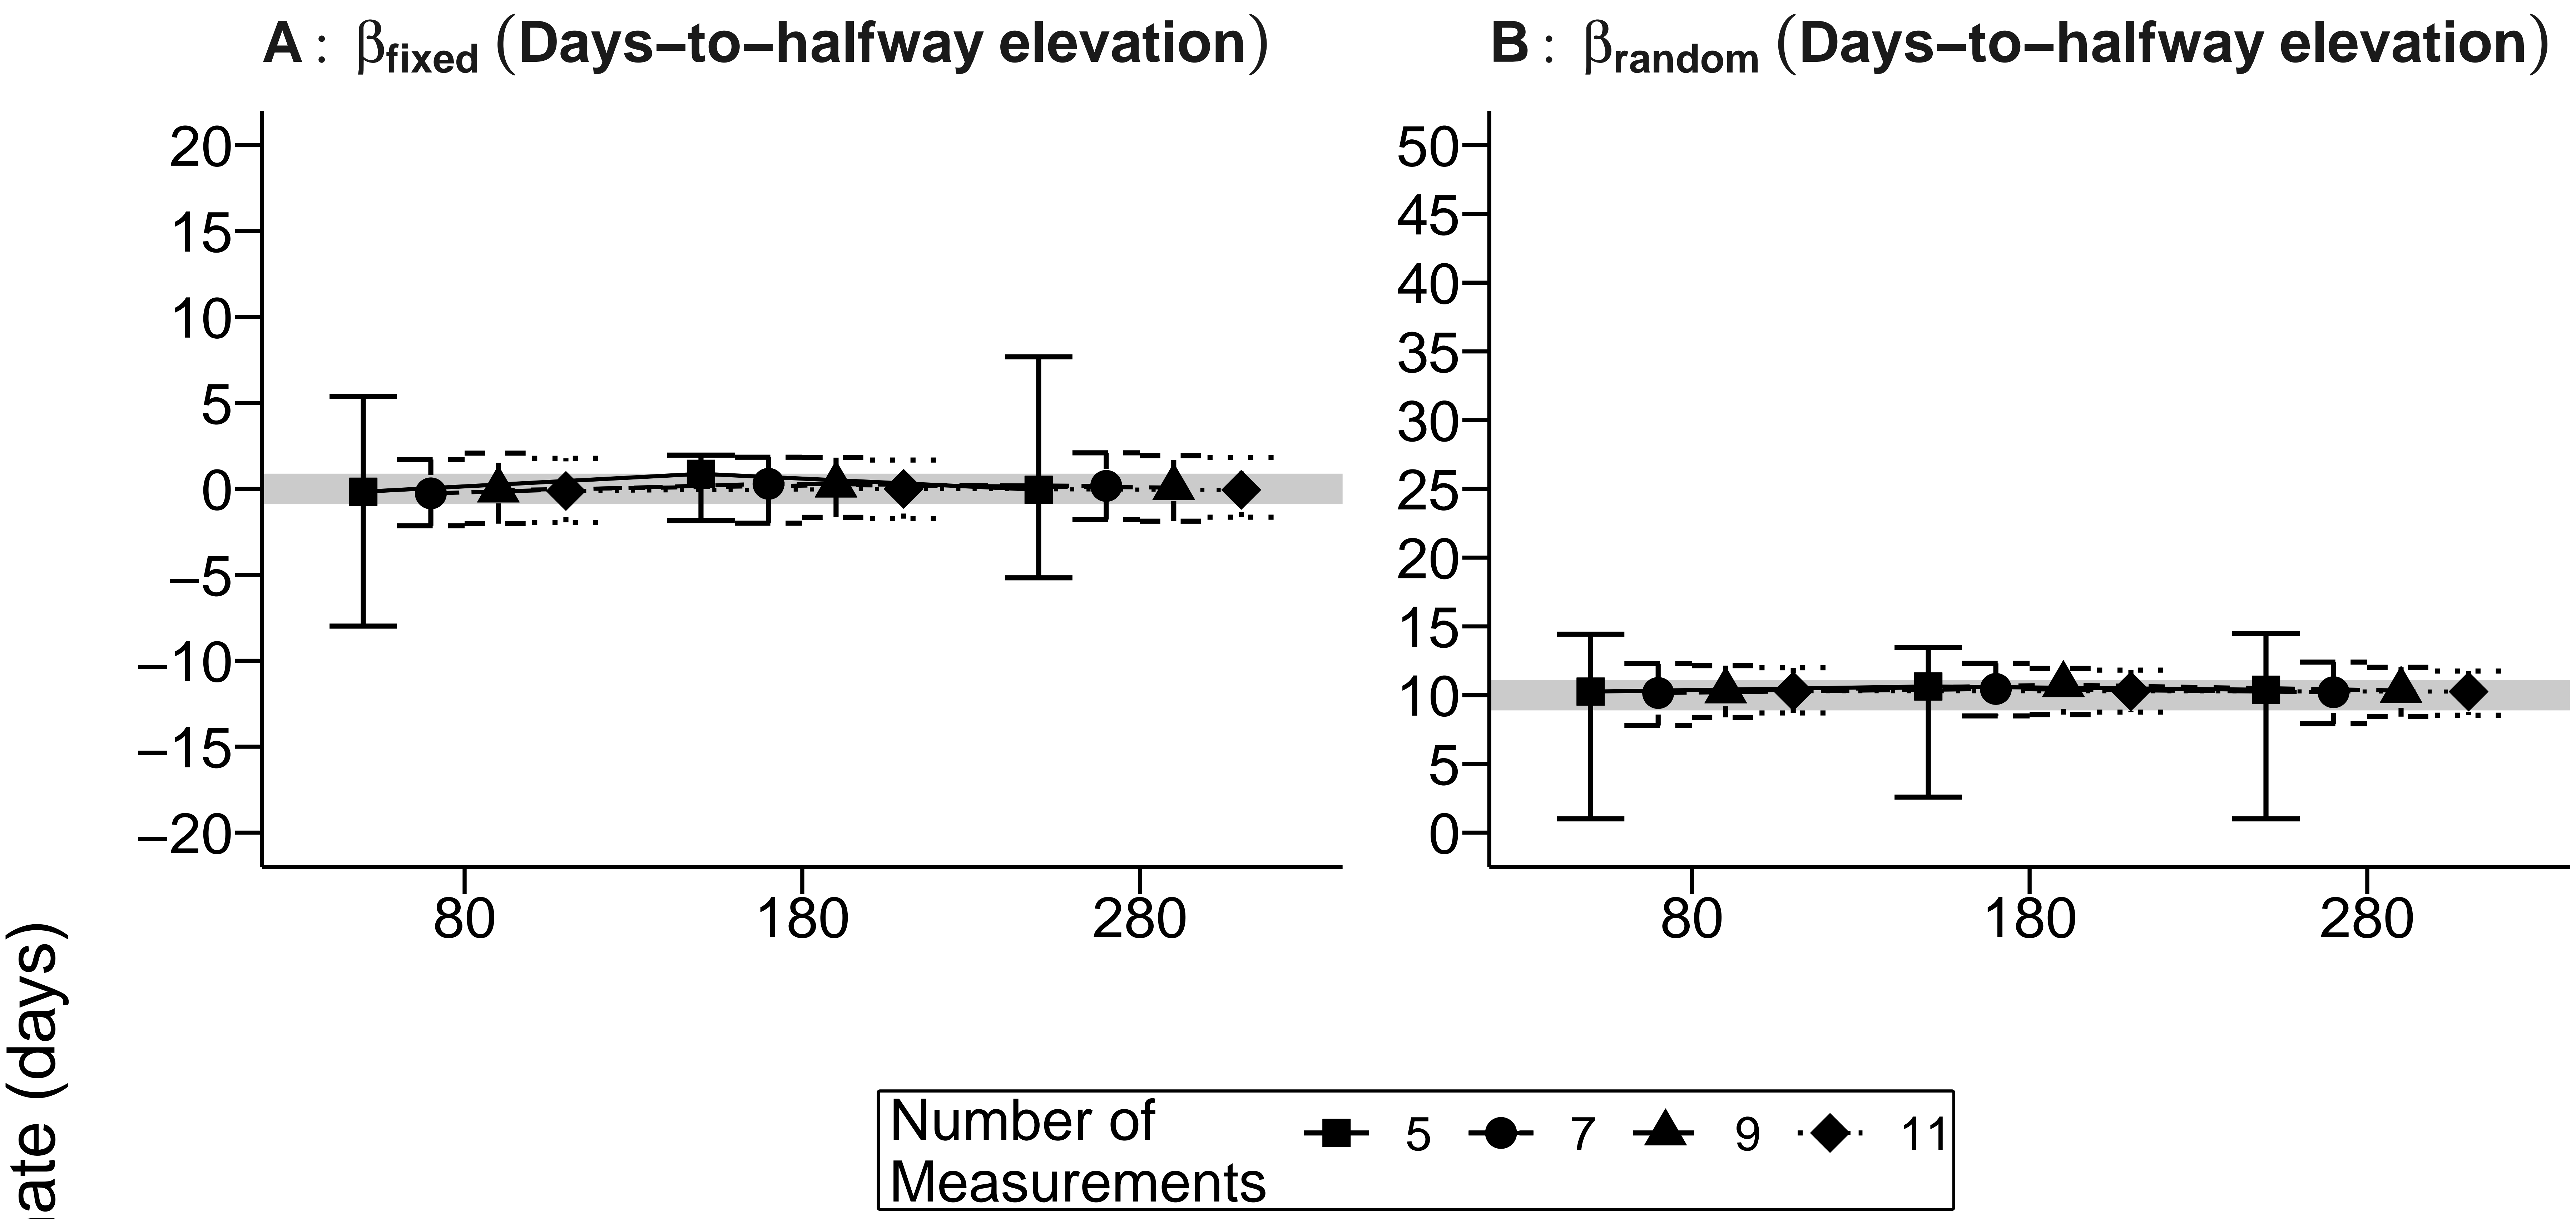 A : βfixed (Days−to−halfway elevation)
20
15
10
5
0
−5
−10
−15
−20
80 180 280
B : βrandom (Days−to−halfway elevation)
50
45
40
35
30
25
20
15
10
5
0
80 180 280
(days)
Number of
Measurements
5 7 9 11